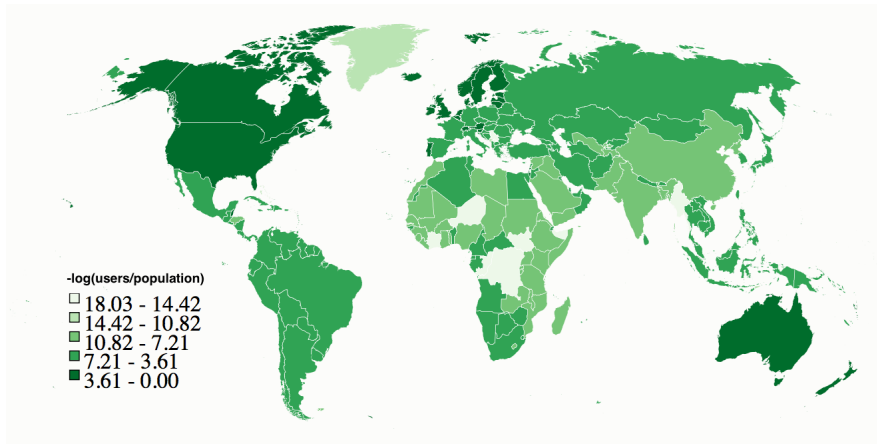 -log(users/population)
18.03 - 14.42
14.42 - 10.82
10.82 - 7.21
7.21 - 3.61
3.61 - 0.00